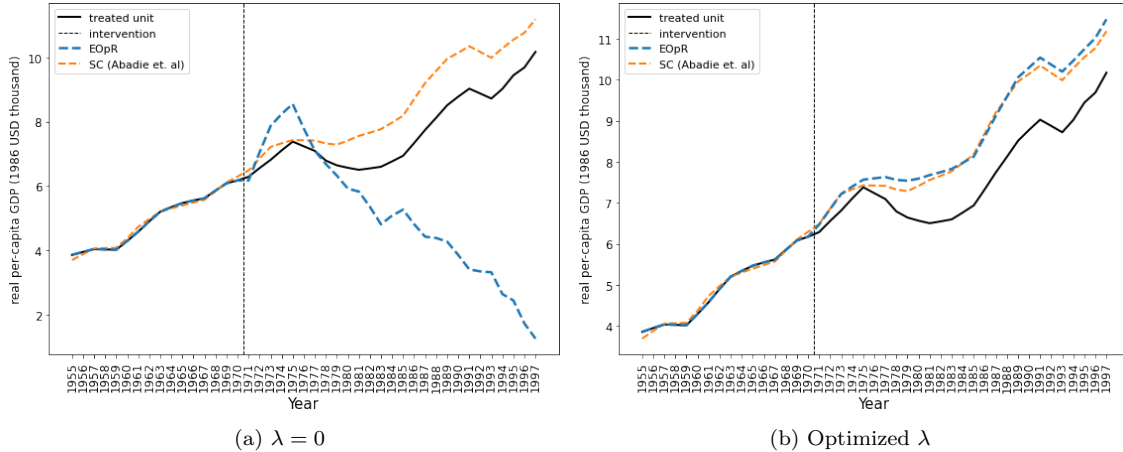 treated unit
intervention
EOpR
SC (Abadie et. al)
real per-capita GDP (1986 USD thousand)
10
8
6
4
2
1955 1956 1957 1958 1959 1960 1961 1962 1963 1964 1965 1966 1967 1968 1969 1970 1971 1972 1973 1974 1975 1976 1977 1978 1979 1980 1981 1982 1983 1984 1985 1986 1987 1988 1989 1990 1991 1992 1993 1994 1995 1996 1997
Year
(a) λ = 0
treated unit
intervention
EOpR
SC (Abadie et. al)
real per-capita GDP (1986 USD thousand)
11
10
9
8
7
6
5
4
1955 1956 1957 1958 1959 1960 1961 1962 1963 1964 1965 1966 1967 1968 1969 1970 1971 1972 1973 1974 1975 1976 1977 1978 1979 1980 1981 1982 1983 1984 1985 1986 1987 1988 1989 1990 1991 1992 1993 1994 1995 1996 1997
Year
(b) Optimized λ